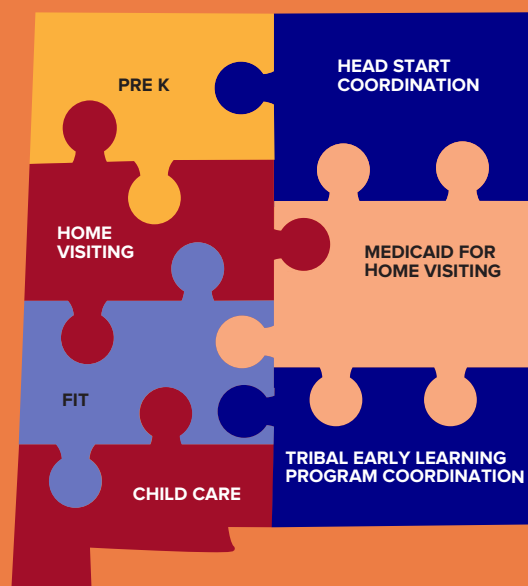 PRE K
HEAD START
COORDINATION
HOME
VISITING
MEDICAID FOR
HOME VISITING
FIT
TRIBAL EARLY LEARNING
PROGRAM COORDINATION
CHILD CARE